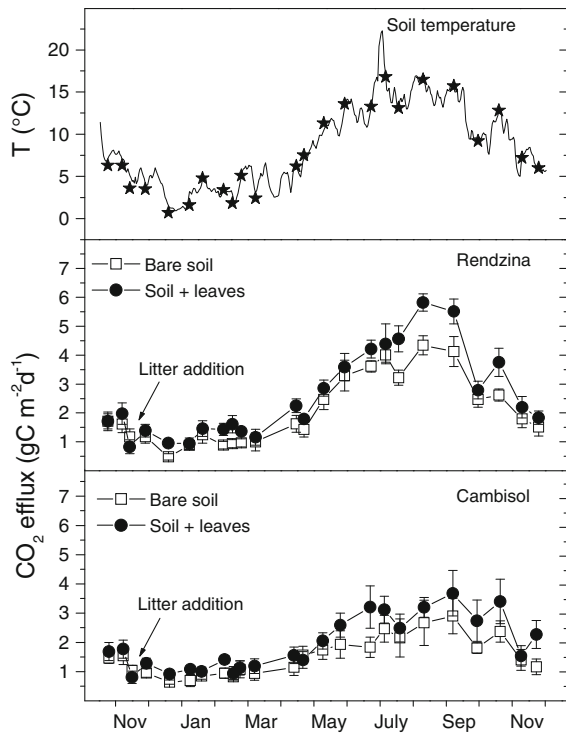 Soil temperature
T (°C)
20
15
10
5
0
Bare soil
Soil + leaves
Rendzina
Litter addition
7
6
5
4
3
2
1
CO2 efflux (gC m-2d-1)
Bare soil
Soil + leaves
Cambisol
Litter addition
7
6
5
4
3
2
1
Nov Jan Mar May July Sep Nov